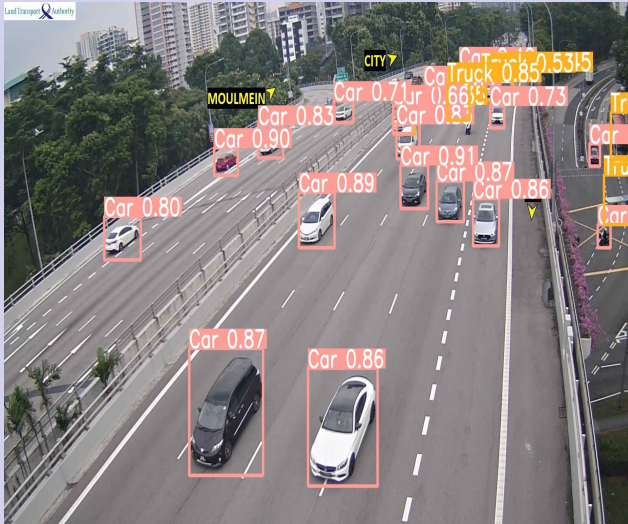 Land Transport Authority
CITY
Truck 0.85
Car 0.71
Car 0.73
MOULMEIN
Car 0.83
Car 0.90
Car 0.91
Car 0.87
Car 0.89
Car 0.86
Car 0.80
Car 0.87
Car 0.86